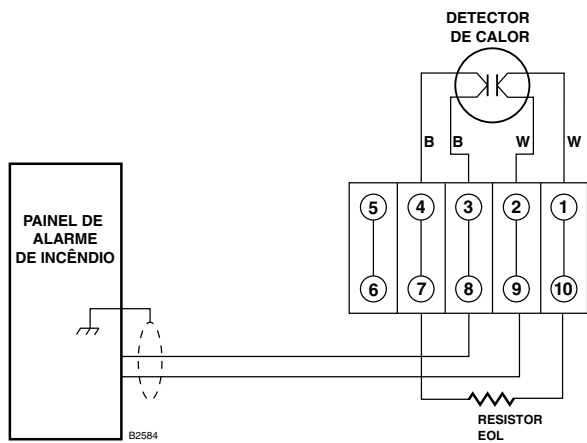 DETECTOR
DE CALOR
B B W W
5 4 3 2 1
PAINEL DE
ALARME
DE INCÊNDIO
6 7 8 9 10
B2584
RESISTOR
EOL